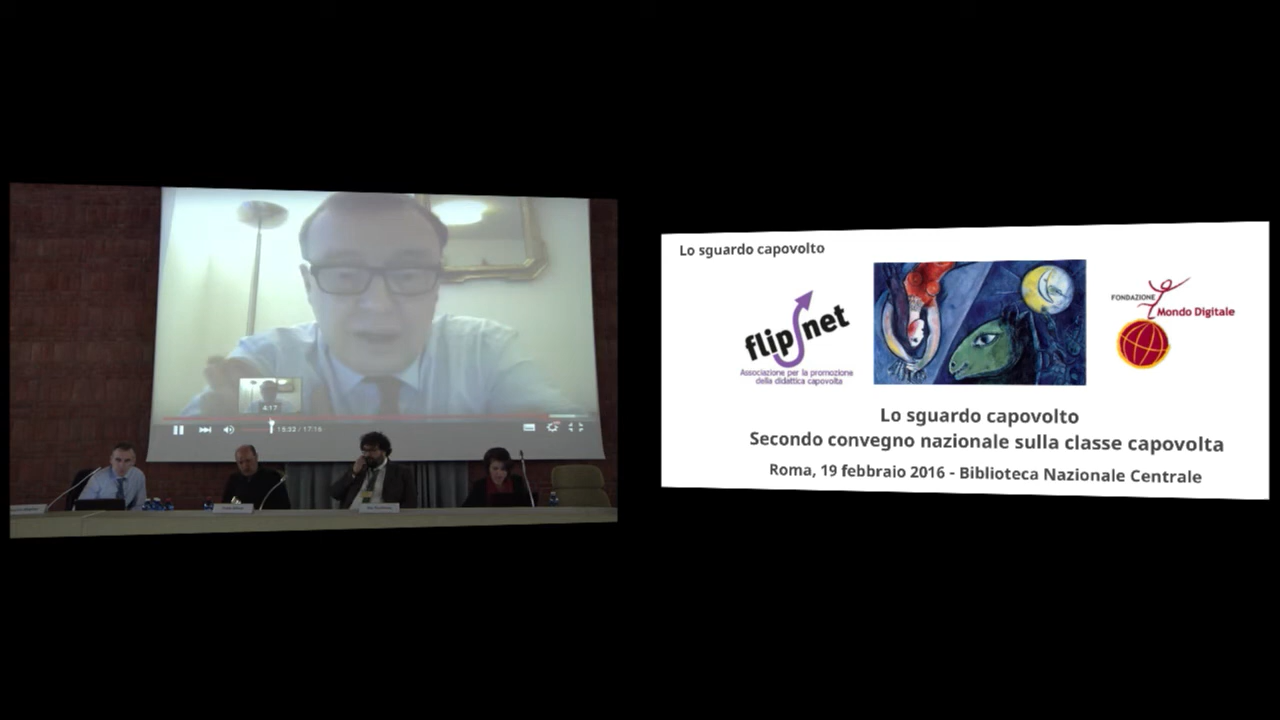 4:17
15:32 / 17:16
Lo sguardo capovolto
flipnet
Associazione per la promozione
della didattica capovolta
FONDAZIONE
Mondo Digitale
Lo sguardo capovolto
Secondo convegno nazionale sulla classe capovolta
Roma, 19 febbraio 2016 - Biblioteca Nazionale Centrale